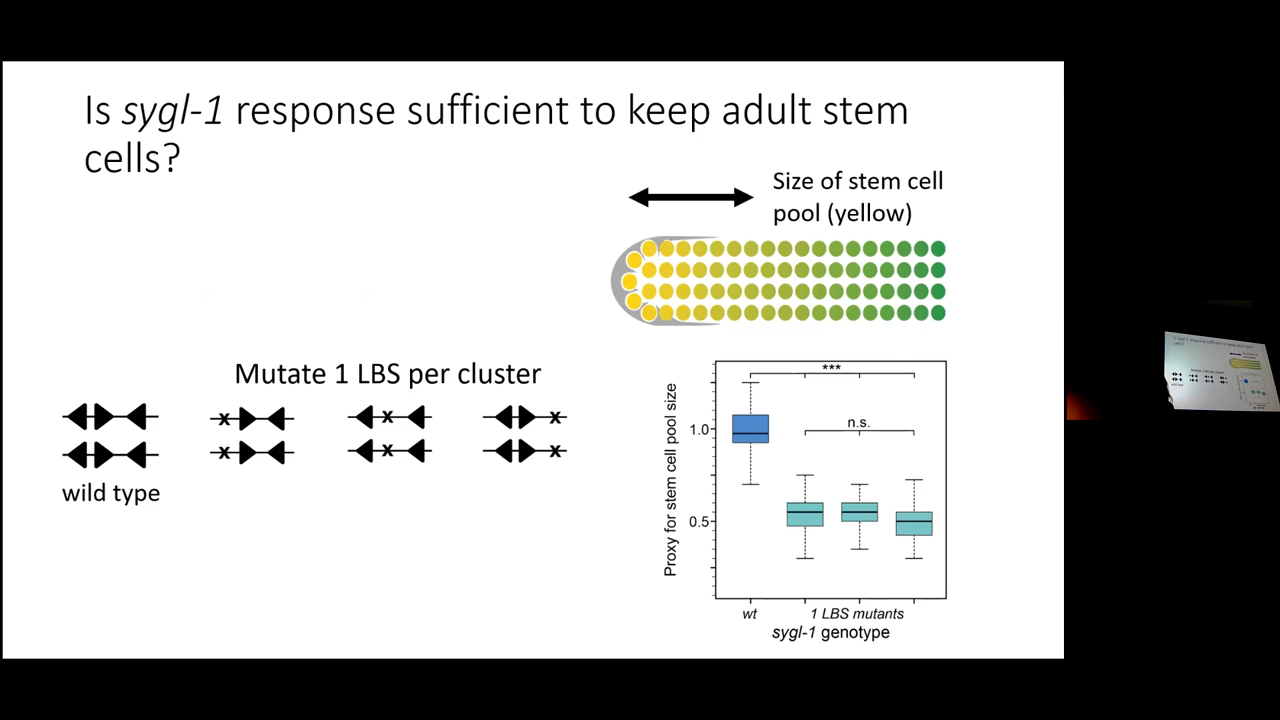 Is sygl-1 response sufficient to keep adult stem
cells?
Size of stem cell
pool (yellow)
Mutate 1 LBS per cluster
x x x
x x x
wild type
Proxy for stem cell pool size
***
n.s.
1.0
0.5
wt 1 LBS mutants
sygl-1 genotype